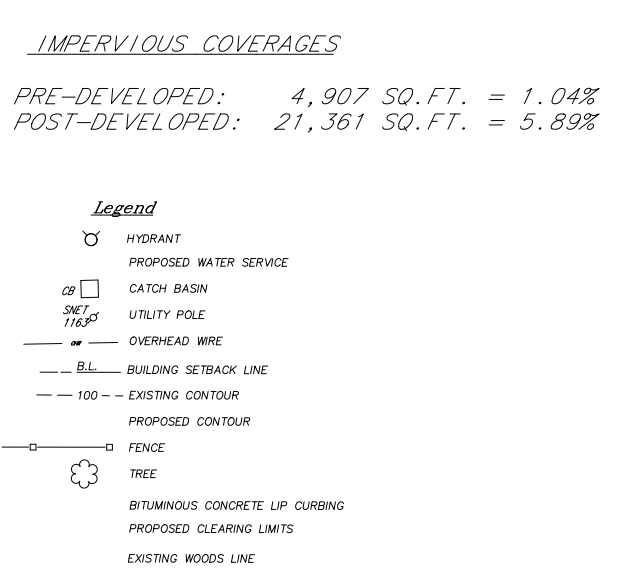 IMPERVIOUS COVERAGES
PRE-DEVELOPED: 4,907 SQ.FT. = 1.04%
POST-DEVELOPED: 21,361 SQ.FT. = 5.89%
Legend
HYDRANT
PROPOSED WATER SERVICE
CB CATCH BASIN
SNET
1163 UTILITY POLE
OHW OVERHEAD WIRE
B.L. BUILDING SETBACK LINE
100 EXISTING CONTOUR
PROPOSED CONTOUR
FENCE
TREE
BITUMINOUS CONCRETE LIP CURBING
PROPOSED CLEARING LIMITS
EXISTING WOODS LINE